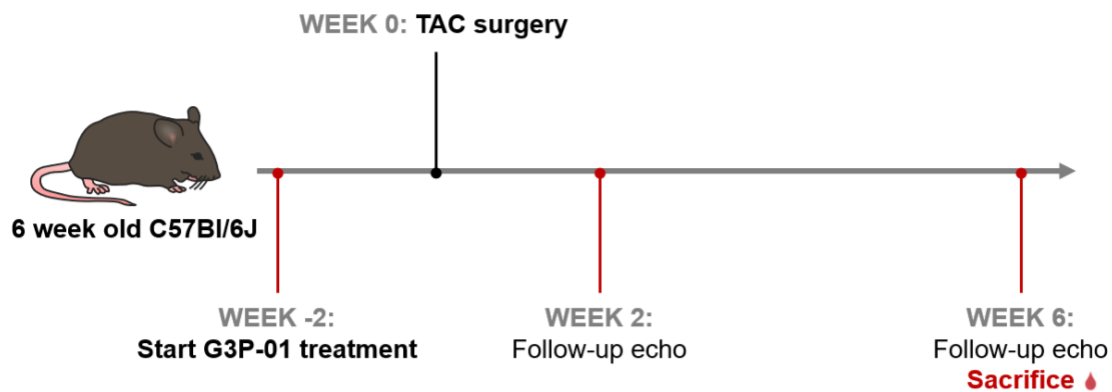 WEEK 0: TAC surgery
6 week old C57Bl/6J
WEEK -2:
Start G3P-01 treatment
WEEK 2:
Follow-up echo
WEEK 6:
Follow-up echo
Sacrifice